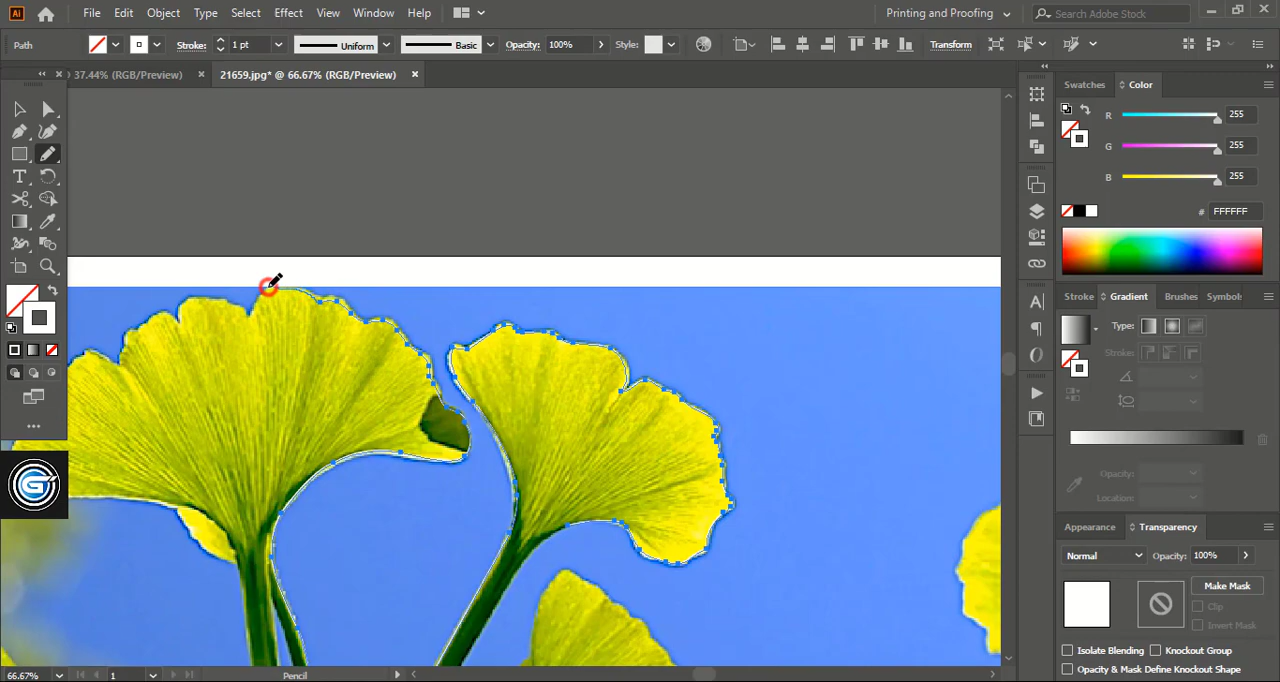 Ai File Edit Object Type Select Effect View Window Help Printing and Proofing Search Adobe Stock
Path Stroke: 1 pt Uniform Basic Opacity: 100% Style: Transform
37.44% (RGB/Preview) 21659.jpg* @ 66.67% (RGB/Preview)
Swatches Color
R 255
G 255
B 255
# FFFFFF
Stroke Gradient Brushes Symbols
Type:
Stroke:
Opacity:
Location:
Appearance Transparency
Normal Opacity: 100%
Make Mask
Clip
Invert Mask
Isolate Blending Knockout Group
Opacity & Mask Define Knockout Shape
66.67% 1 Pencil